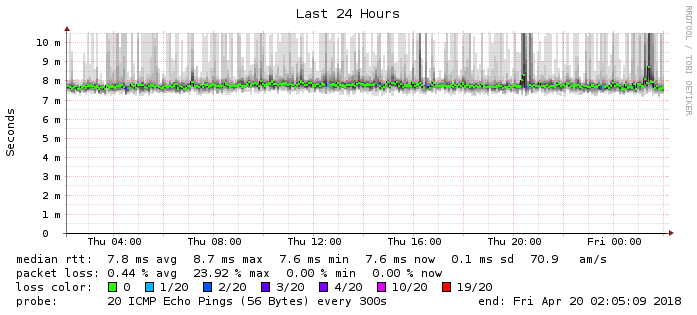 Last 24 Hours
RRDTOOL / TOBI OETIKER
Seconds
10 m
9 m
8 m
7 m
6 m
5 m
4 m
3 m
2 m
1 m
0
Thu 04:00 Thu 08:00 Thu 12:00 Thu 16:00 Thu 20:00 Fri 00:00
median rtt: 7.8 ms avg 8.7 ms max 7.6 ms min 7.6 ms now 0.1 ms sd 70.9 am/s
packet loss: 0.44 % avg 23.92 % max 0.00 % min 0.00 % now
loss color: 0 1/20 2/20 3/20 4/20 10/20 19/20
probe: 20 ICMP Echo Pings (56 Bytes) every 300s end: Fri Apr 20 02:05:09 2018